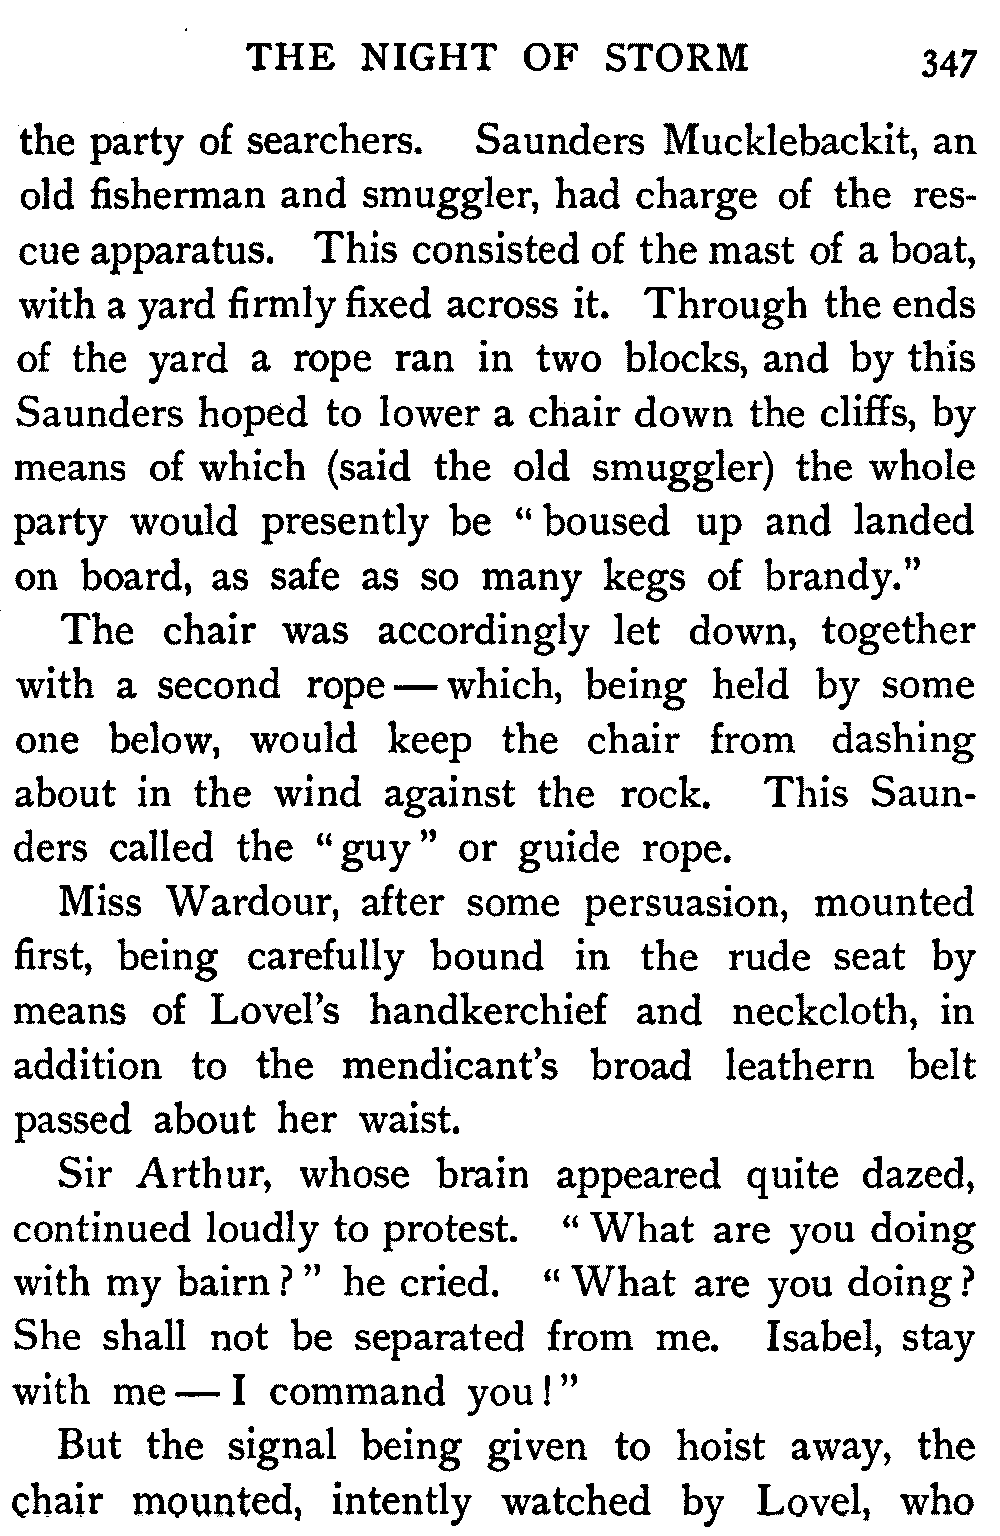 THE NIGHT OF STORM 347
the party of searchers. Saunders Mucklebackit, an
old fisherman and smuggler, had charge of the res-
cue apparatus. This consisted of the mast of a boat,
with a yard firmly fixed across it. Through the ends
of the yard a rope ran in two blocks, and by this
Saunders hoped to lower a chair down the cliffs, by
means of which (said the old smuggler) the whole
party would presently be “boused up and landed
on board, as safe as so many kegs of brandy.”
The chair was accordingly let down, together
with a second rope — which, being held by some
one below, would keep the chair from dashing
about in the wind against the rock. This Saun-
ders called the “guy” or guide rope.
Miss Wardour, after some persuasion, mounted
first, being carefully bound in the rude seat by
means of Lovel’s handkerchief and neckcloth, in
addition to the mendicant’s broad leathern belt
passed about her waist.
Sir Arthur, whose brain appeared quite dazed,
continued loudly to protest. “What are you doing
with my bairn?” he cried. “What are you doing?
She shall not be separated from me. Isabel, stay
with me — I command you!”
But the signal being given to hoist away, the
chair mounted, intently watched by Lovel, who